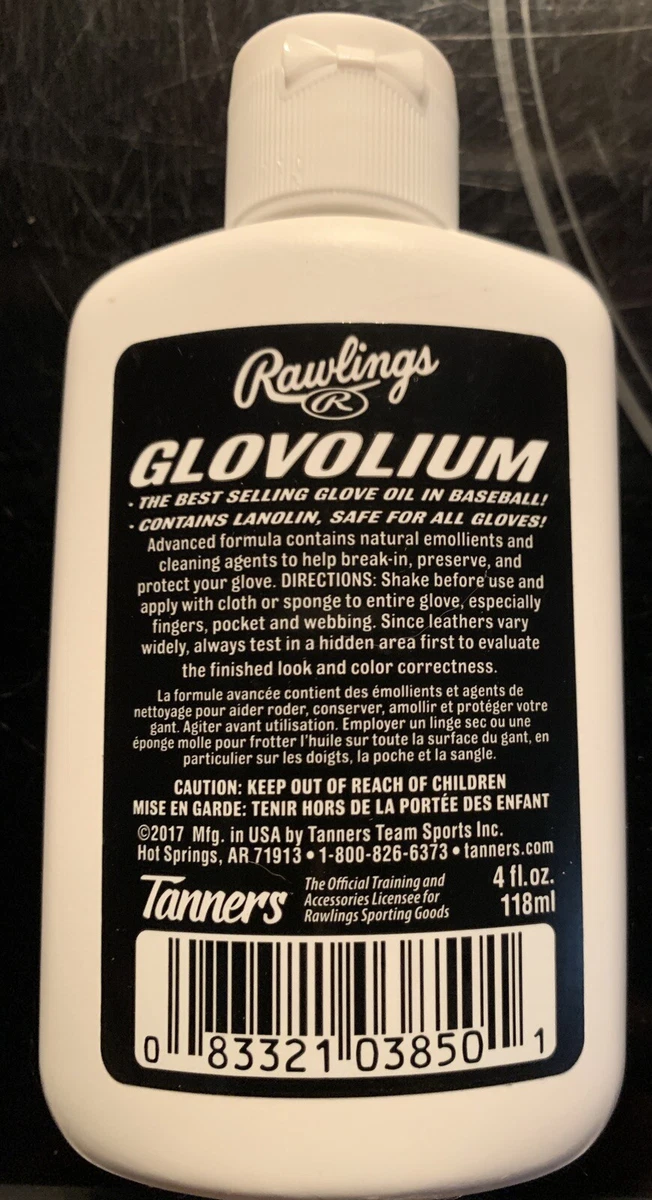 Rawlings
R
GLOVOLIUM
• THE BEST SELLING GLOVE OIL IN BASEBALL!
• CONTAINS LANOLIN, SAFE FOR ALL GLOVES!
Advanced formula contains natural emollients and
cleaning agents to help break-in, preserve, and
protect your glove. DIRECTIONS: Shake before use and
apply with cloth or sponge to entire glove, especially
fingers, pocket and webbing. Since leathers vary
widely, always test in a hidden area first to evaluate
the finished look and color correctness.
La formule avancée contient des émollients et agents de
nettoyage pour aider roder, conserver, amollir et protéger votre
gant. Agiter avant utilisation. Employer un linge sec ou une
éponge molle pour frotter l'huile sur toute la surface du gant, en
particulier sur les doigts, la poche et la sangle.
CAUTION: KEEP OUT OF REACH OF CHILDREN
MISE EN GARDE: TENIR HORS DE LA PORTÉE DES ENFANT
©2017 Mfg. in USA by Tanners Team Sports Inc.
Hot Springs, AR 71913 • 1-800-826-6373 • tanners.com
Tanners
The Official Training and
Accessories Licensee for
Rawlings Sporting Goods
4 fl.oz.
118ml
0 83321 03850 1